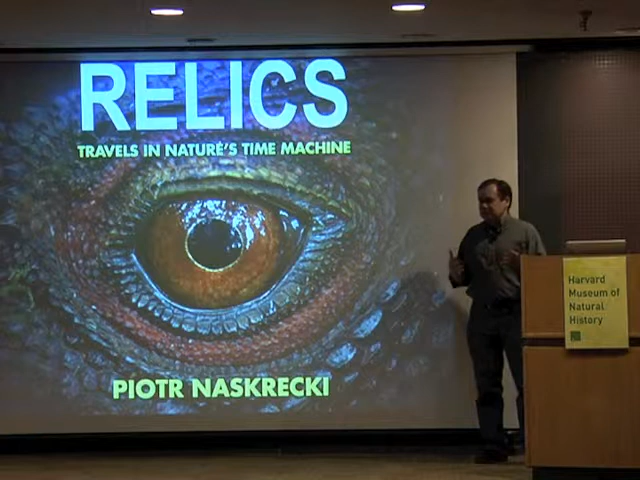 RELICS
TRAVELS IN NATURE'S TIME MACHINE
PIOTR NASKRECKI
Harvard
Museum of
Natural
History